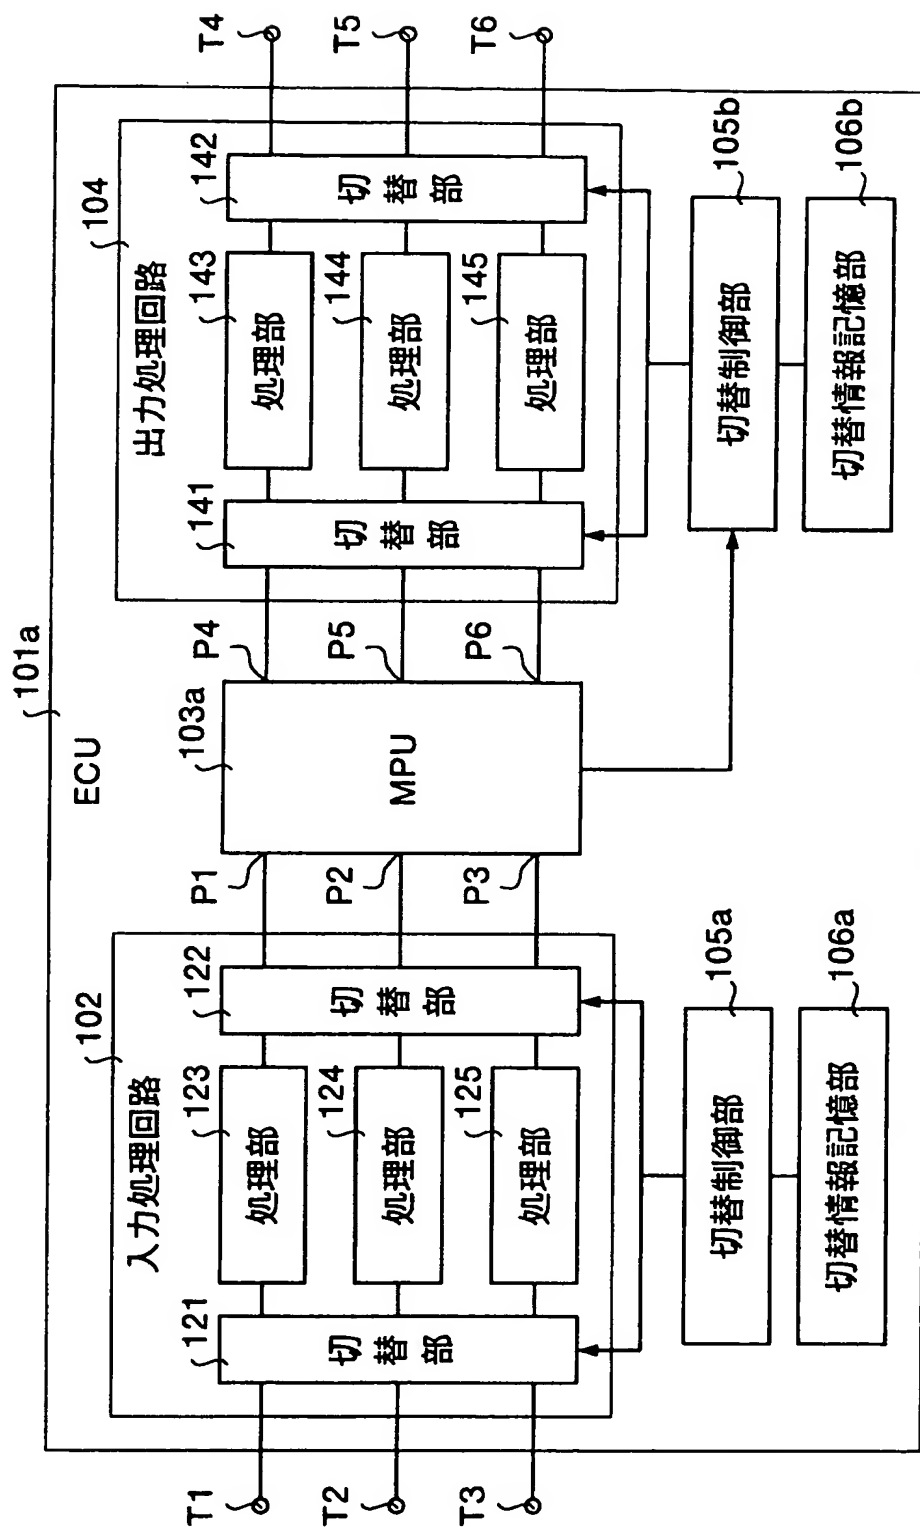 101a
ECU
102
入力処理回路
104
出力処理回路
T1
T2
T3
121
切替部
123
処理部
124
処理部
125
処理部
122
切替部
P1
P2
P3
103a
MPU
P4
P5
P6
141
切替部
143
処理部
144
処理部
145
処理部
142
切替部
T4
T5
T6
105a
切替制御部
106a
切替情報記憶部
105b
切替制御部
106b
切替情報記憶部